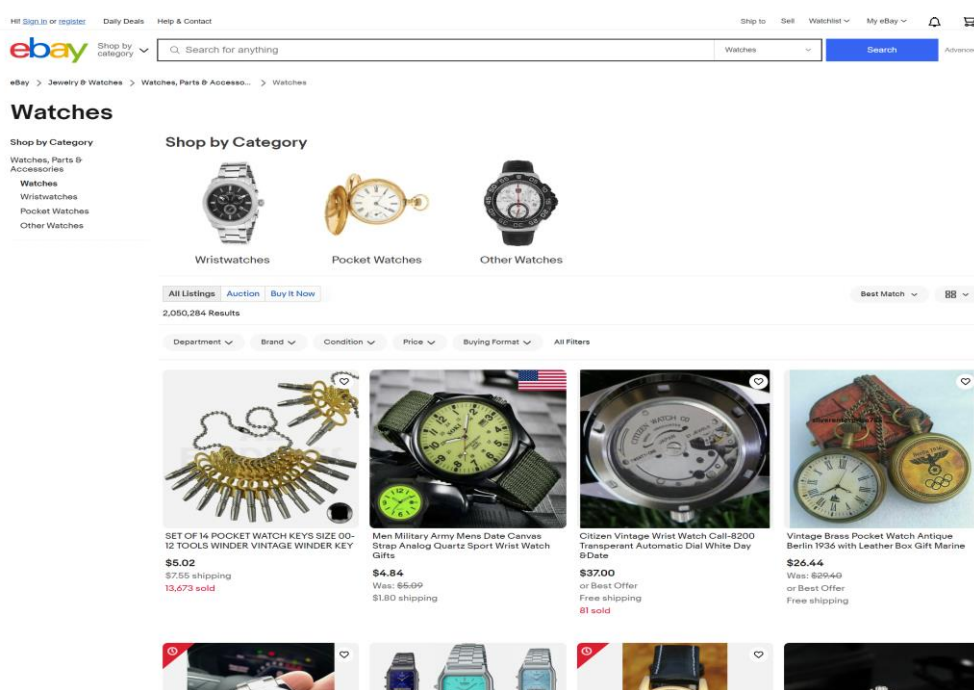 Hi! Sign in or register Daily Deals Help & Contact Ship to Sell Watchlist My eBay
ebay Shop by category Search for anything Watches Search Advanced
eBay > Jewelry & Watches > Watches, Parts & Accesso... > Watches
Watches
Shop by Category
Watches, Parts &
Accessories
Watches
Wristwatches
Pocket Watches
Other Watches
Shop by Category
Wristwatches Pocket Watches Other Watches
All Listings Auction Buy It Now Best Match
2,050,284 Results
Department Brand Condition Price Buying Format All Filters
SET OF 14 POCKET WATCH KEYS SIZE 00-
12 TOOLS WINDER VINTAGE WINDER KEY
$5.02
$7.55 shipping
13,673 sold
Men Military Army Mens Date Canvas
Strap Analog Quartz Sport Wrist Watch
Gifts
$4.84
Was: $5.09
$1.80 shipping
CITIZEN WATCH CO
Citizen Vintage Wrist Watch Call-8200
Transperant Automatic Dial White Day
&Date
$37.00
or Best Offer
Free shipping
81 sold
Vintage Brass Pocket Watch Antique
Berlin 1936 with Leather Box Gift Marine
$26.44
Was: $29.40
or Best Offer
Free shipping